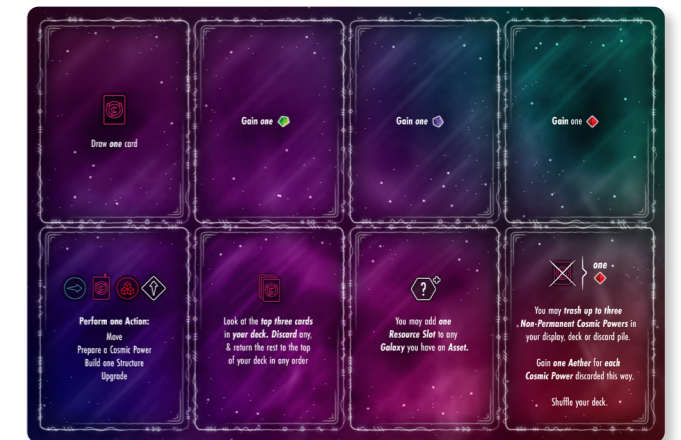 Draw one card
Gain one
Gain one
Gain one
Perform one Action:
Move
Prepare a Cosmic Power
Build one Structure
Upgrade
Look at the top three cards
in your deck. Discard any,
& return the rest to the top
of your deck in any order
?+
You may add one
Resource Slot to any
Galaxy you have an Asset.
one
You may trash up to three
Non-Permanent Cosmic Powers in
your display, deck or discard pile.
Gain one Aether for each
Cosmic Power discarded this way.
Shuffle your deck.